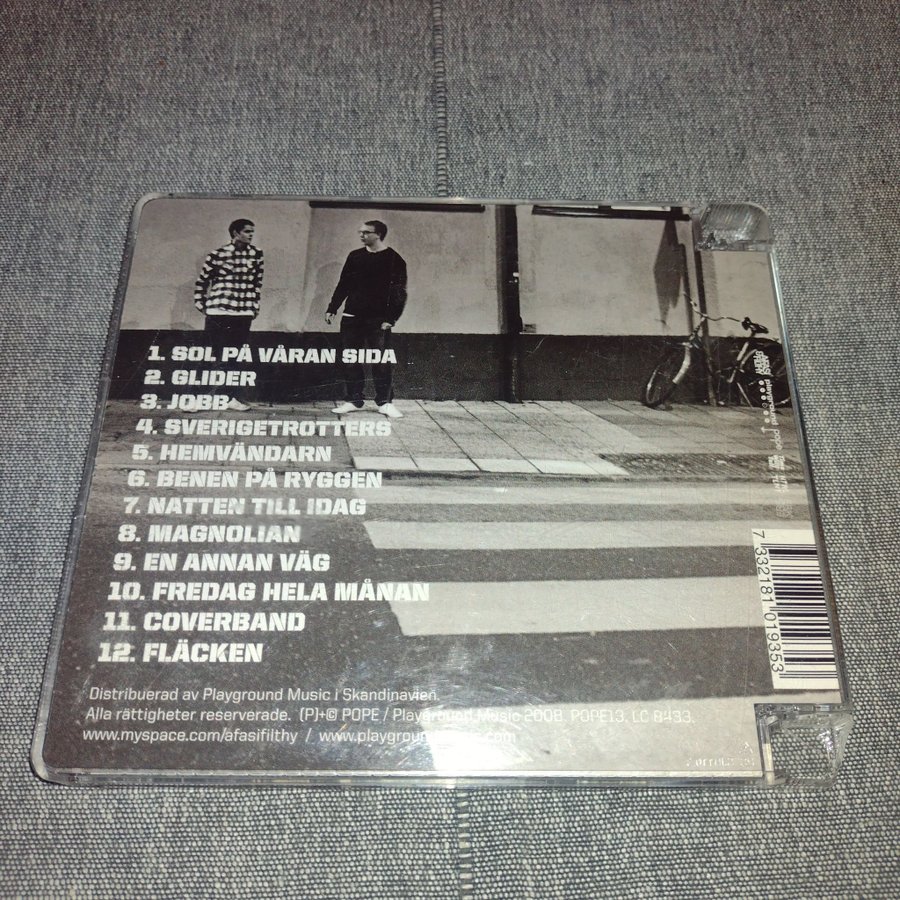 1. SOL PÅ VÅRAN SIDA
2. GLIDER
3. JOBB
4. SVERIGETROTTERS
5. HEMVÄNDARN
6. BENEN PÅ RYGGEN
7. NATTEN TILL IDAG
8. MAGNOLIAN
9. EN ANNAN VÄG
10. FREDAG HELA MÅNAN
11. COVERBAND
12. FLÄCKEN
Distribuerad av Playground Music i Skandinavien.
Alla rättigheter reserverade. (P)+© POPE / Playground Music 2008. POPE13. LC 8433.
www.myspace.com/afasifilthy / www.playgroundmusic.com
7 332181 019353